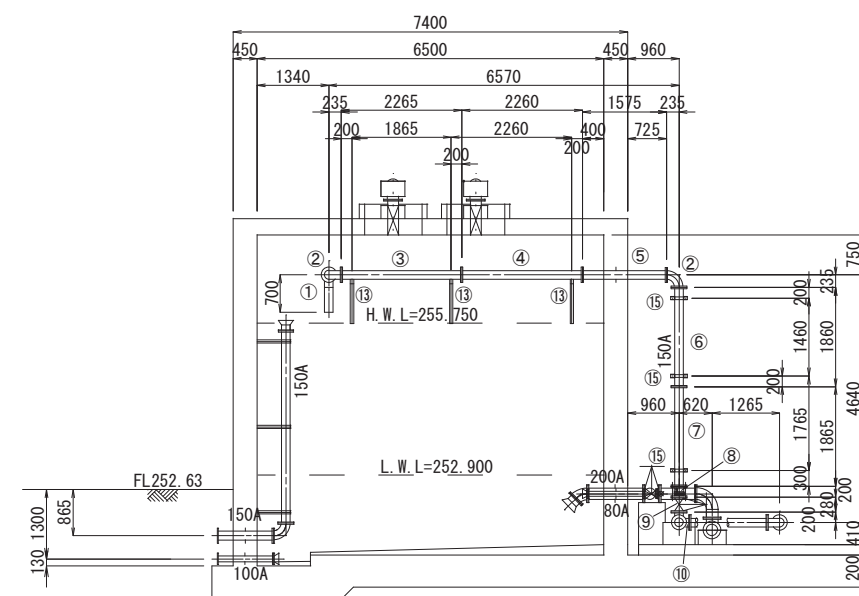 7400
450 6500 450 960
1340 6570
235 2265 2260 1575 235
200 1865 2260 400 725
200 200
② ③ ④ ⑤ ②
① ⑬ ⑬ ⑬ ⑮
700
H.W.L=255.750
150A
150A
⑥
⑮
200 1460 200 1765 300
235 1860 1865 200 280 200
750 4640 410 200
960 620 1265
⑦
L.W.L=252.900
FL252.63
200A
80A
⑮ ⑧
⑨
⑩
865
1300
130
150A
100A
200